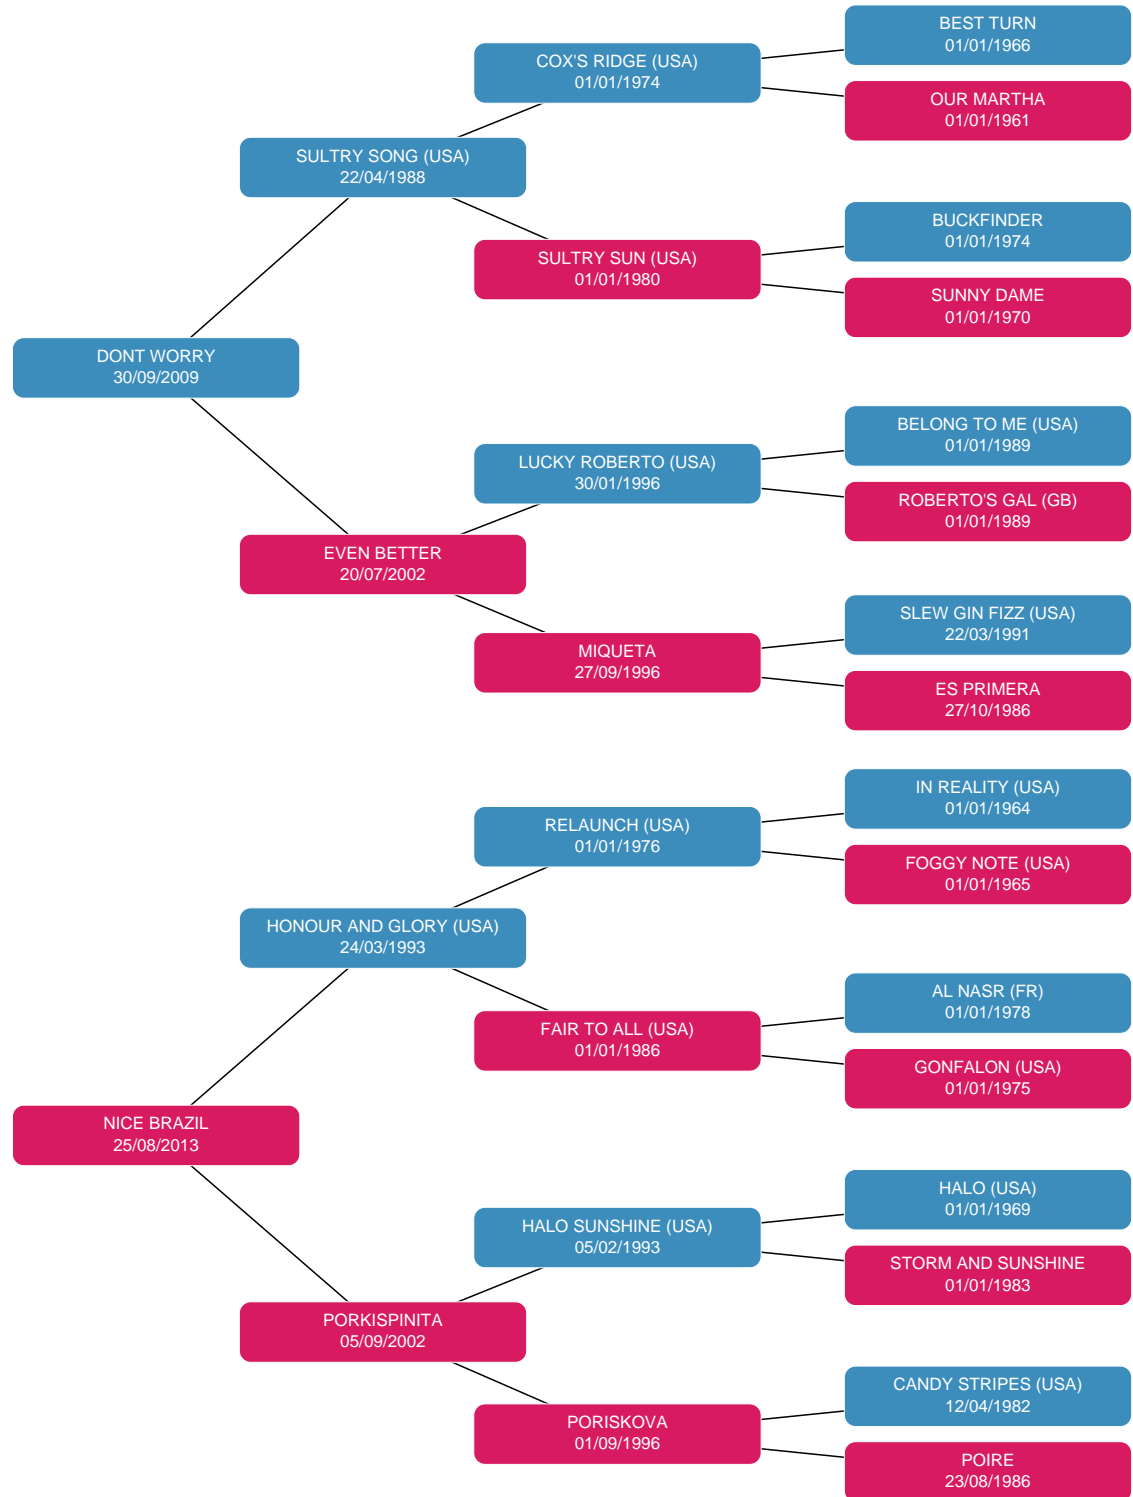 BEST TURN
01/01/1966
COX'S RIDGE (USA)
01/01/1974
OUR MARTHA
01/01/1961
SULTRY SONG (USA)
22/04/1988
BUCKFINDER
01/01/1974
SULTRY SUN (USA)
01/01/1980
SUNNY DAME
01/01/1970
DONT WORRY
30/09/2009
BELONG TO ME (USA)
01/01/1989
LUCKY ROBERTO (USA)
30/01/1996
ROBERTO'S GAL (GB)
01/01/1989
EVEN BETTER
20/07/2002
SLEW GIN FIZZ (USA)
22/03/1991
MIQUETA
27/09/1996
ES PRIMERA
27/10/1986
IN REALITY (USA)
01/01/1964
RELAUNCH (USA)
01/01/1976
FOGGY NOTE (USA)
01/01/1965
HONOUR AND GLORY (USA)
24/03/1993
AL NASR (FR)
01/01/1978
FAIR TO ALL (USA)
01/01/1986
GONFALON (USA)
01/01/1975
NICE BRAZIL
25/08/2013
HALO (USA)
01/01/1969
HALO SUNSHINE (USA)
05/02/1993
STORM AND SUNSHINE
01/01/1983
PORKISPINITA
05/09/2002
CANDY STRIPES (USA)
12/04/1982
PORISKOVA
01/09/1996
POIRE
23/08/1986